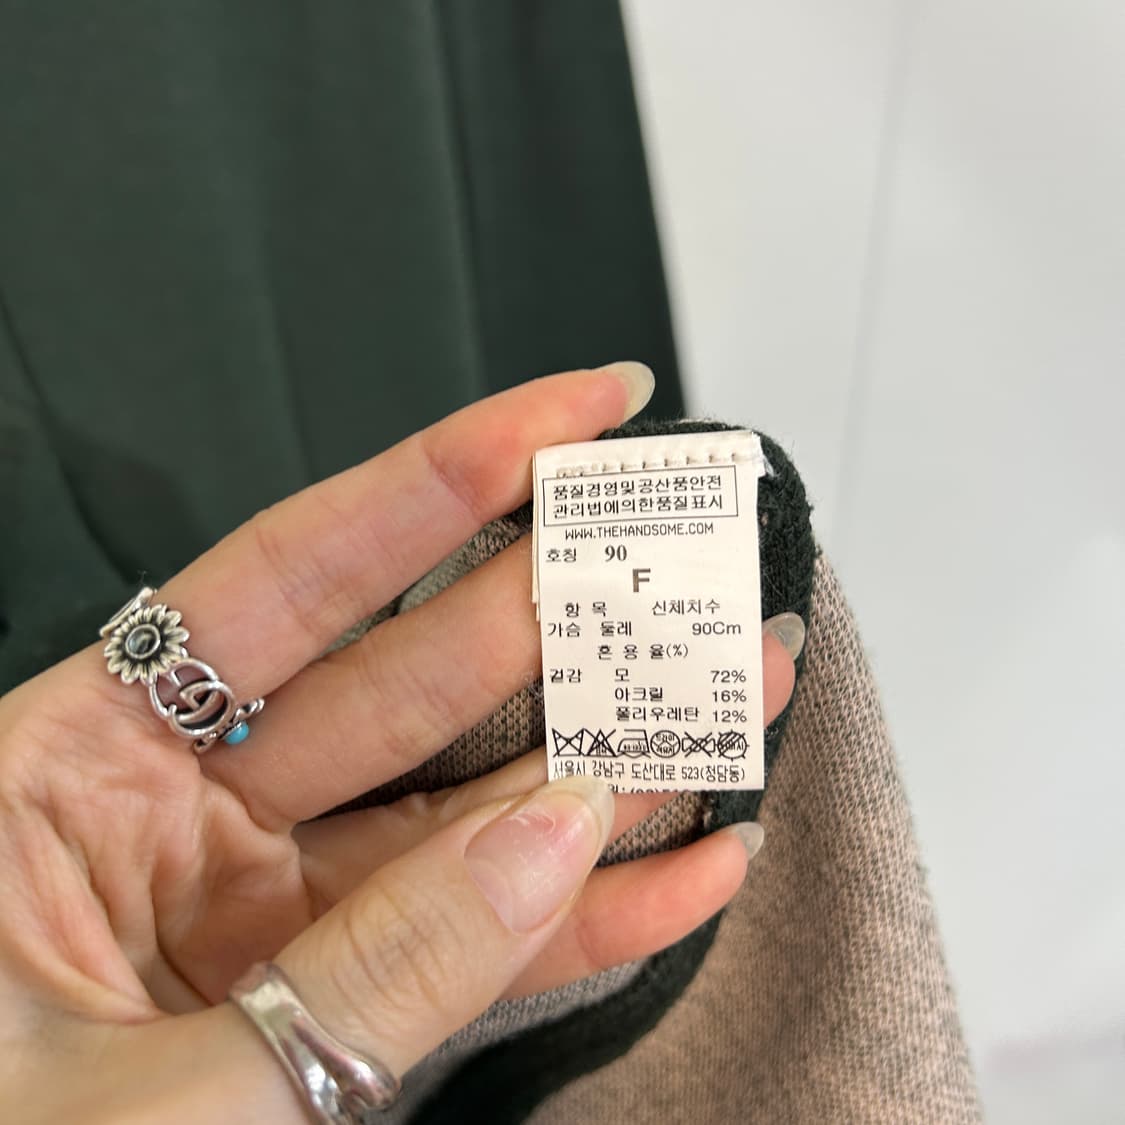 품질경영및공산품안전
관리법에의한품질표시
WWW.THEHANDSOME.COM
호칭 90
F
항 목 신체치수
가슴 둘레 90Cm
혼 용 율(%)
겉감 모 72%
아크릴 16%
폴리우레탄 12%
서울시 강남구 도산대로 523(청담동)